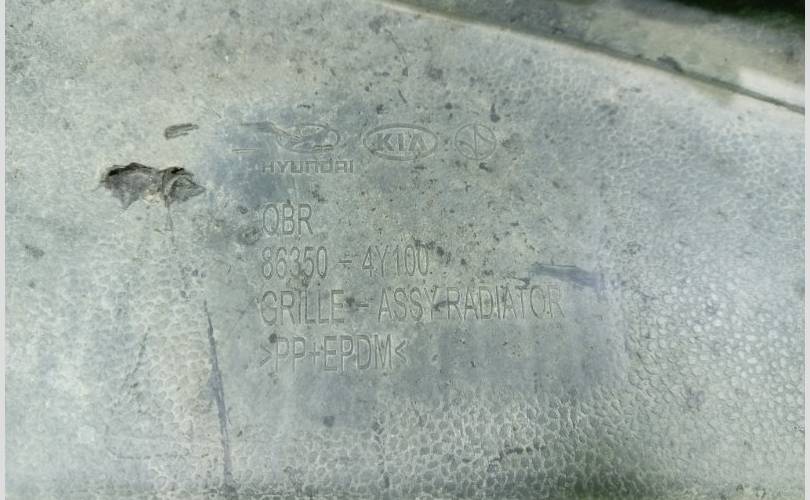 KIA
HYUNDAI
QBR
86350 - 4Y100
GRILLE - ASSY RADIATOR
>PP+EPDM<